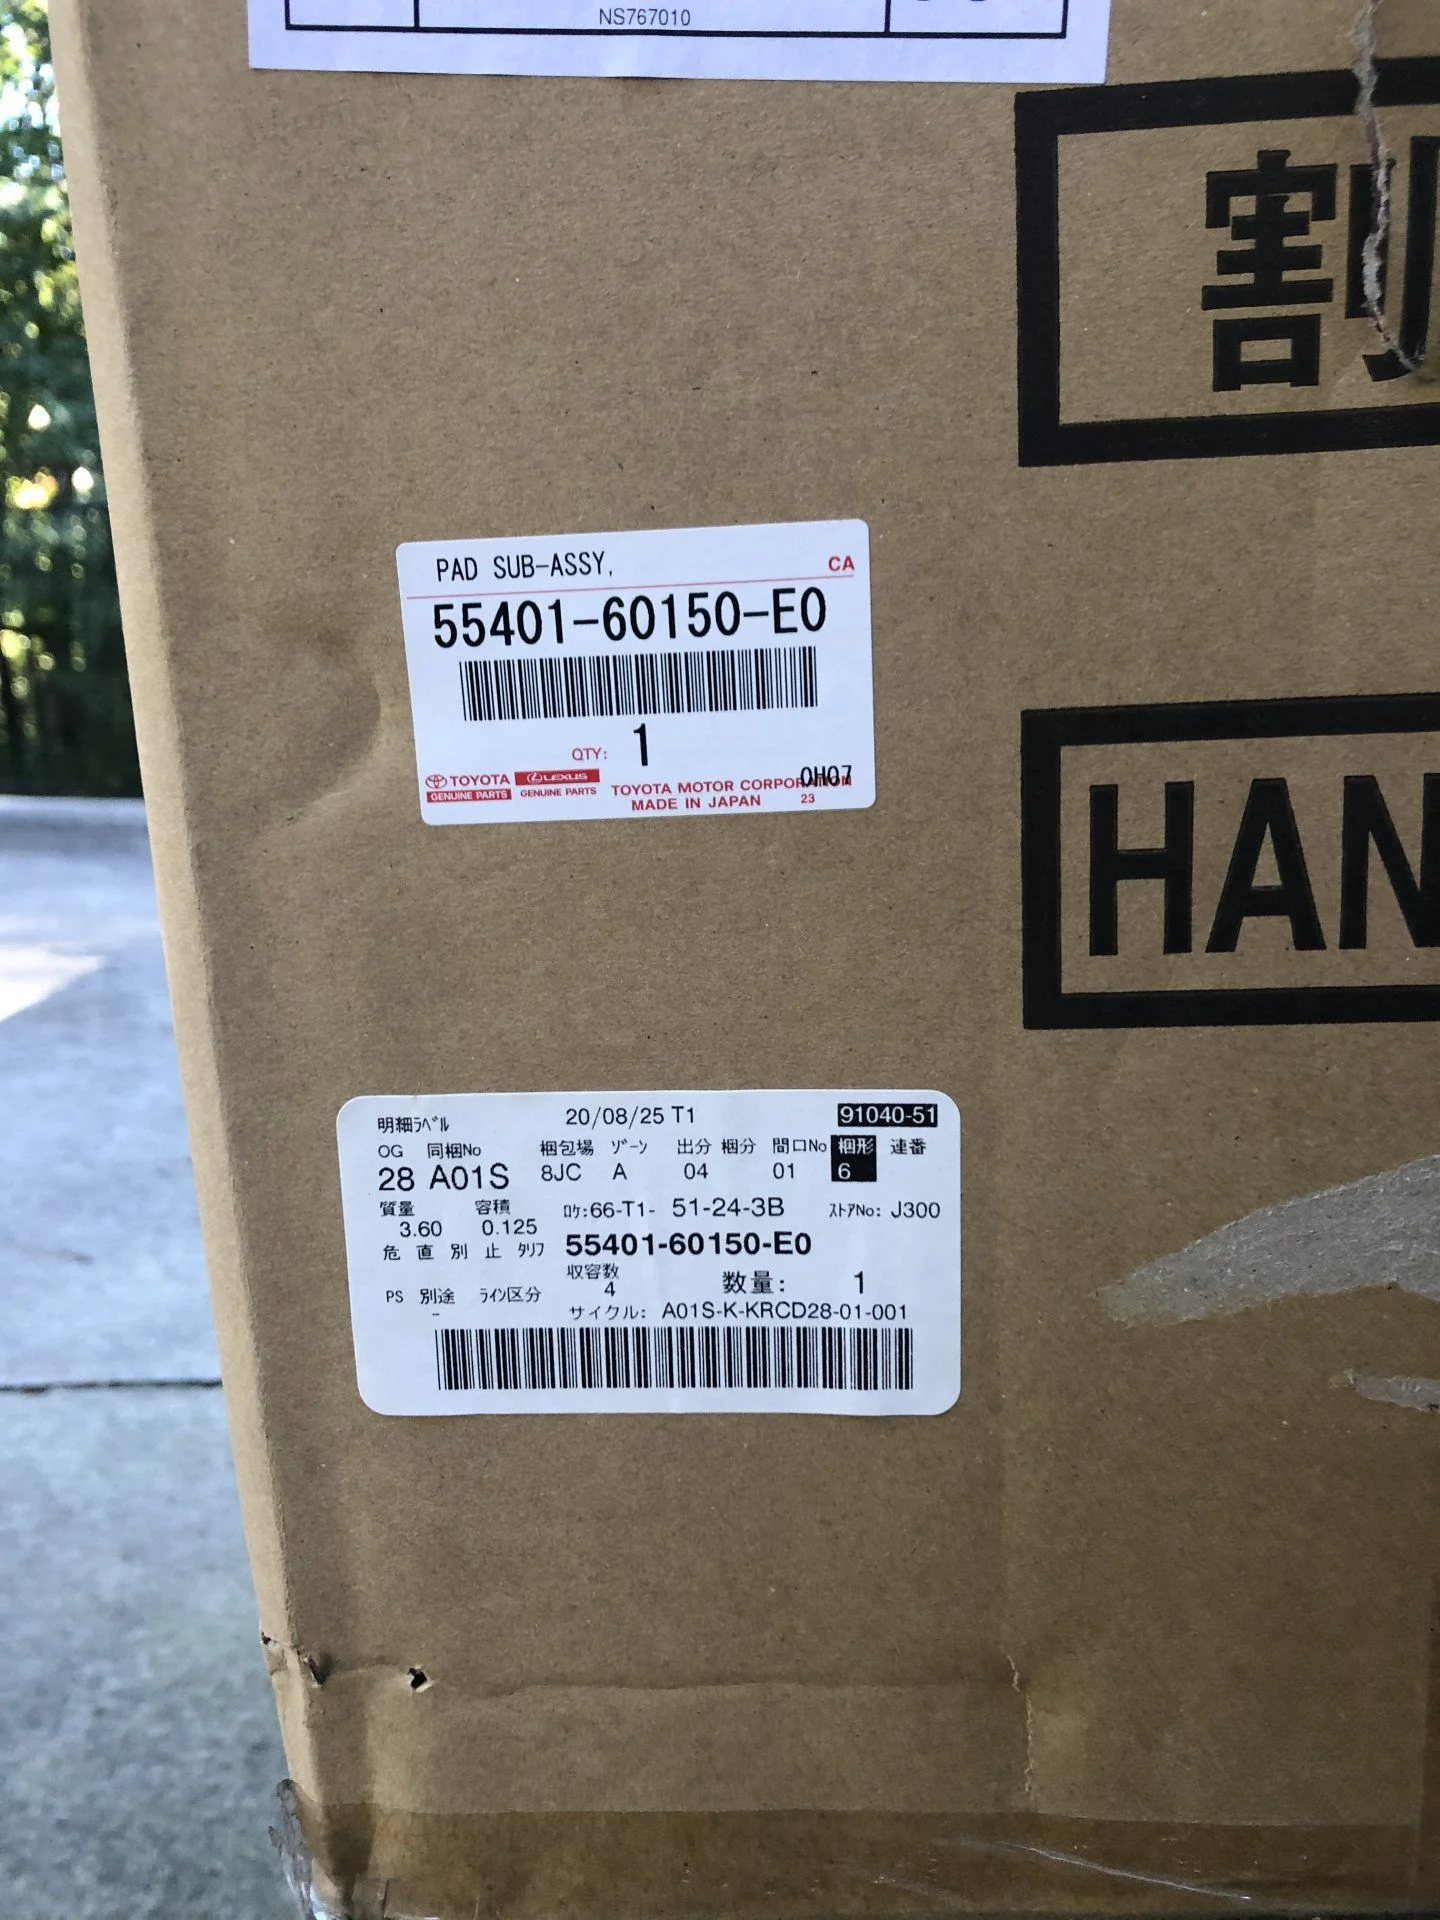 NS767010
割
PAD SUB-ASSY,
CA
55401-60150-E0
QTY: 1
TOYOTA
GENUINE PARTS
LEXUS
GENUINE PARTS
TOYOTA MOTOR CORPORATION
0H07
MADE IN JAPAN 23
HAN
明細ﾗﾍﾞﾙ 20/08/25 T1 91040-51
OG 同梱No 梱包場 ｿﾞｰﾝ 出分 梱分 間口No 梱形 連番
28 A01S 8JC A 04 01 6
質量 容積 ﾛｹ:66-T1- 51-24-3B ｽﾄｱNo: J300
3.60 0.125
危 直 別 止 ﾀﾘﾌ 55401-60150-E0
収容数 数量: 1
PS 別途 ﾗｲﾝ区分 4
- サイクル: A01S-K-KRCD28-01-001